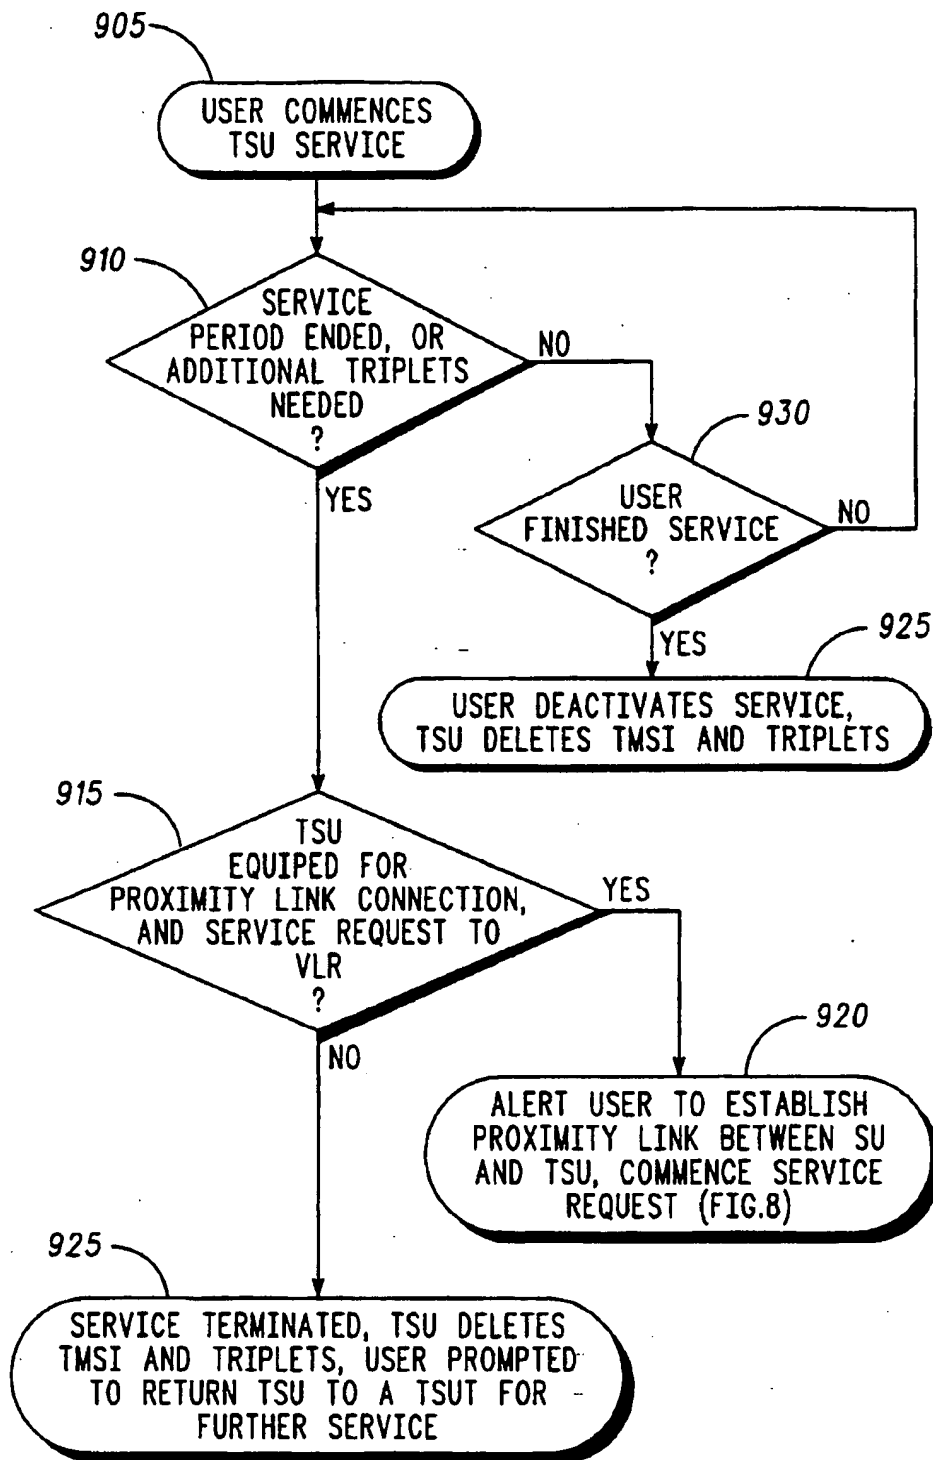 905
USER COMMENCES
TSU SERVICE
910
SERVICE
PERIOD ENDED, OR
ADDITIONAL TRIPLETS
NEEDED
?
NO
YES
930
USER
FINISHED SERVICE
?
NO
YES
925
USER DEACTIVATES SERVICE,
TSU DELETES TMSI AND TRIPLETS
915
TSU
EQUIPED FOR
PROXIMITY LINK CONNECTION,
AND SERVICE REQUEST TO
VLR
?
YES
NO
920
ALERT USER TO ESTABLISH
PROXIMITY LINK BETWEEN SU
AND TSU, COMMENCE SERVICE
REQUEST (FIG.8)
925
SERVICE TERMINATED, TSU DELETES
TMSI AND TRIPLETS, USER PROMPTED
TO RETURN TSU TO A TSUT FOR
FURTHER SERVICE